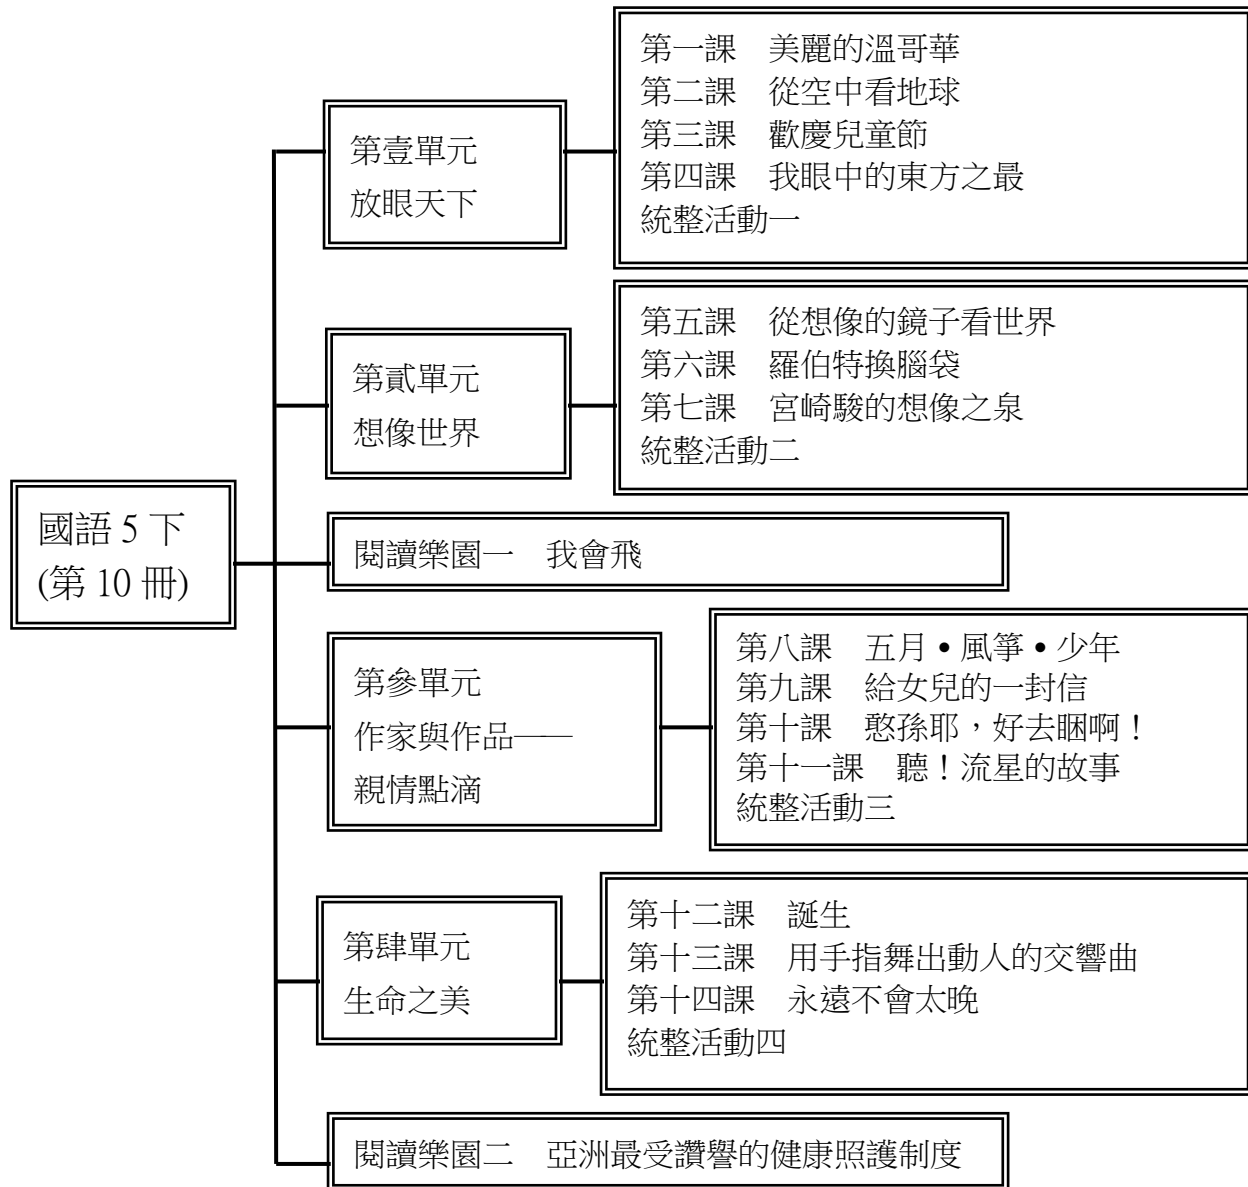 國語 5 下
(第 10 冊)
第壹單元
放眼天下
第一課　美麗的溫哥華
第二課　從空中看地球
第三課　歡慶兒童節
第四課　我眼中的東方之最
統整活動一
第貳單元
想像世界
第五課　從想像的鏡子看世界
第六課　羅伯特換腦袋
第七課　宮崎駿的想像之泉
統整活動二
閱讀樂園一　我會飛
第參單元
作家與作品——
親情點滴
第八課　五月•風箏•少年
第九課　給女兒的一封信
第十課　憨孫耶，好去睏啊！
第十一課　聽！流星的故事
統整活動三
第肆單元
生命之美
第十二課　誕生
第十三課　用手指舞出動人的交響曲
第十四課　永遠不會太晚
統整活動四
閱讀樂園二　亞洲最受讚譽的健康照護制度